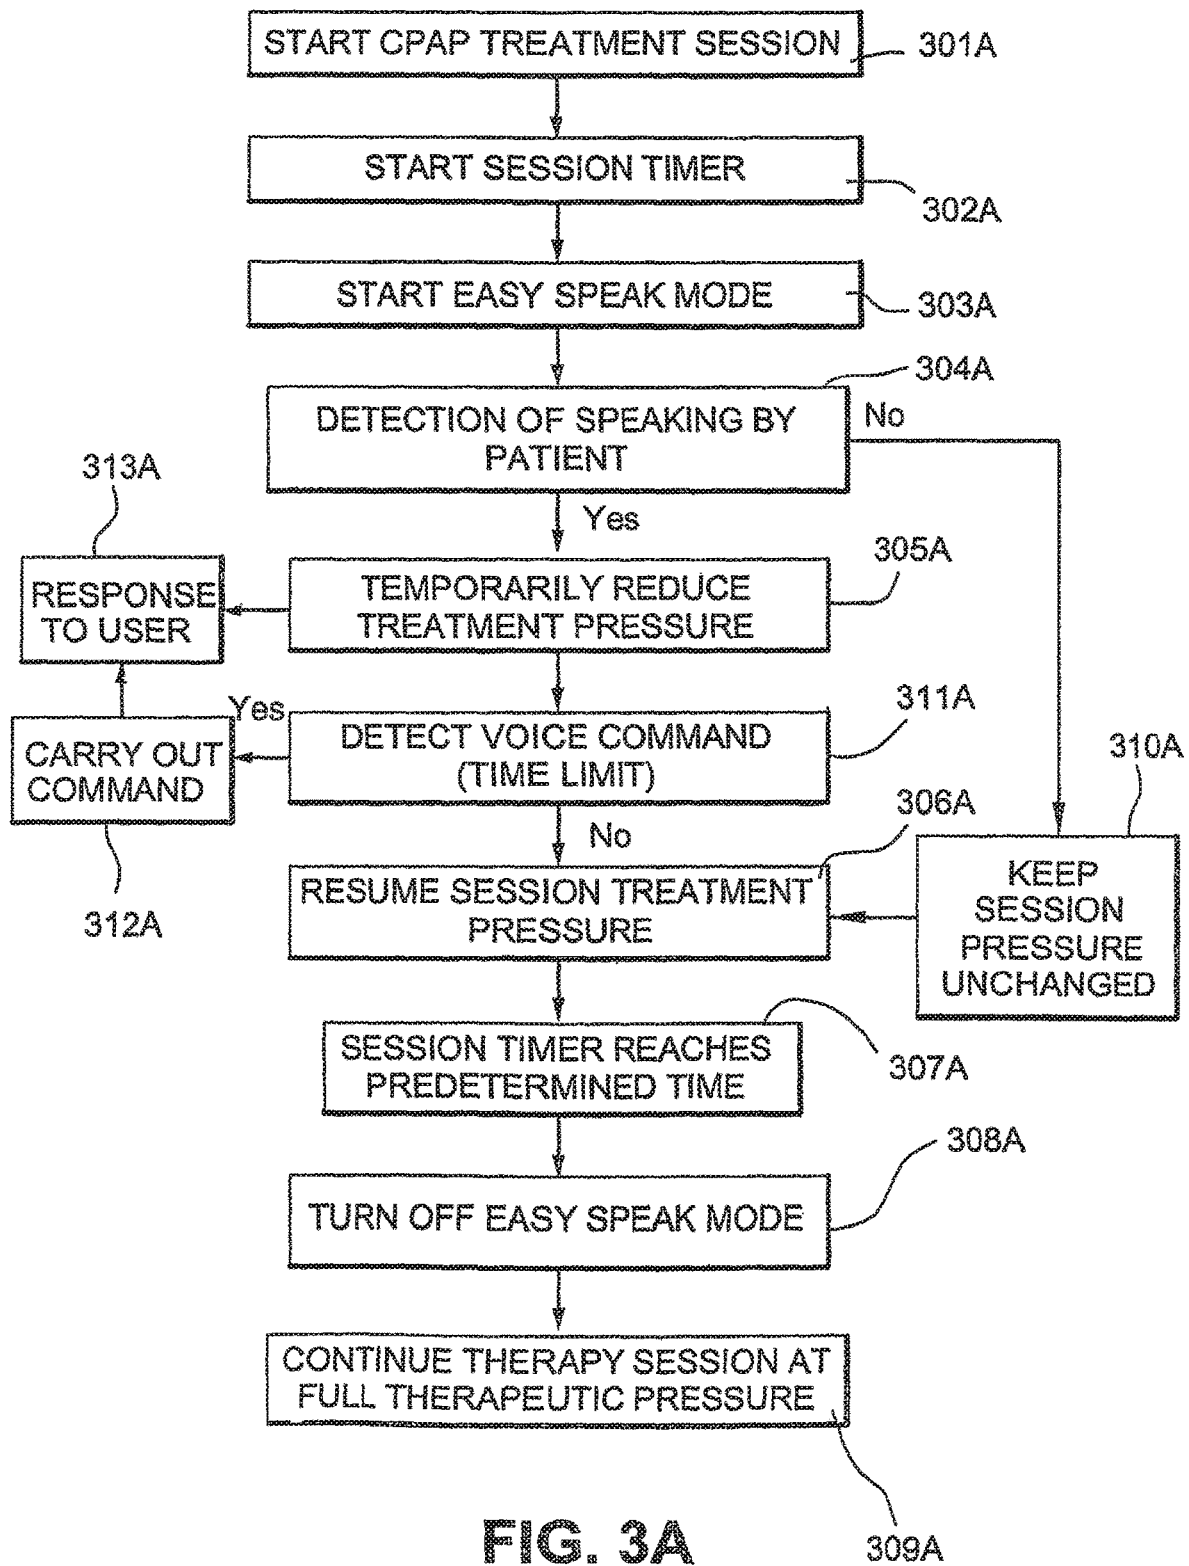 START CPAP TREATMENT SESSION
301A
START SESSION TIMER
302A
START EASY SPEAK MODE
303A
304A
DETECTION OF SPEAKING BY
PATIENT
No
Yes
313A
305A
RESPONSE
TO USER
TEMPORARILY REDUCE
TREATMENT PRESSURE
311A
Yes
DETECT VOICE COMMAND
(TIME LIMIT)
CARRY OUT
COMMAND
310A
306A
No
312A
RESUME SESSION TREATMENT
PRESSURE
KEEP
SESSION
PRESSURE
UNCHANGED
SESSION TIMER REACHES
PREDETERMINED TIME
307A
308A
TURN OFF EASY SPEAK MODE
CONTINUE THERAPY SESSION AT
FULL THERAPEUTIC PRESSURE
309A
FIG. 3A